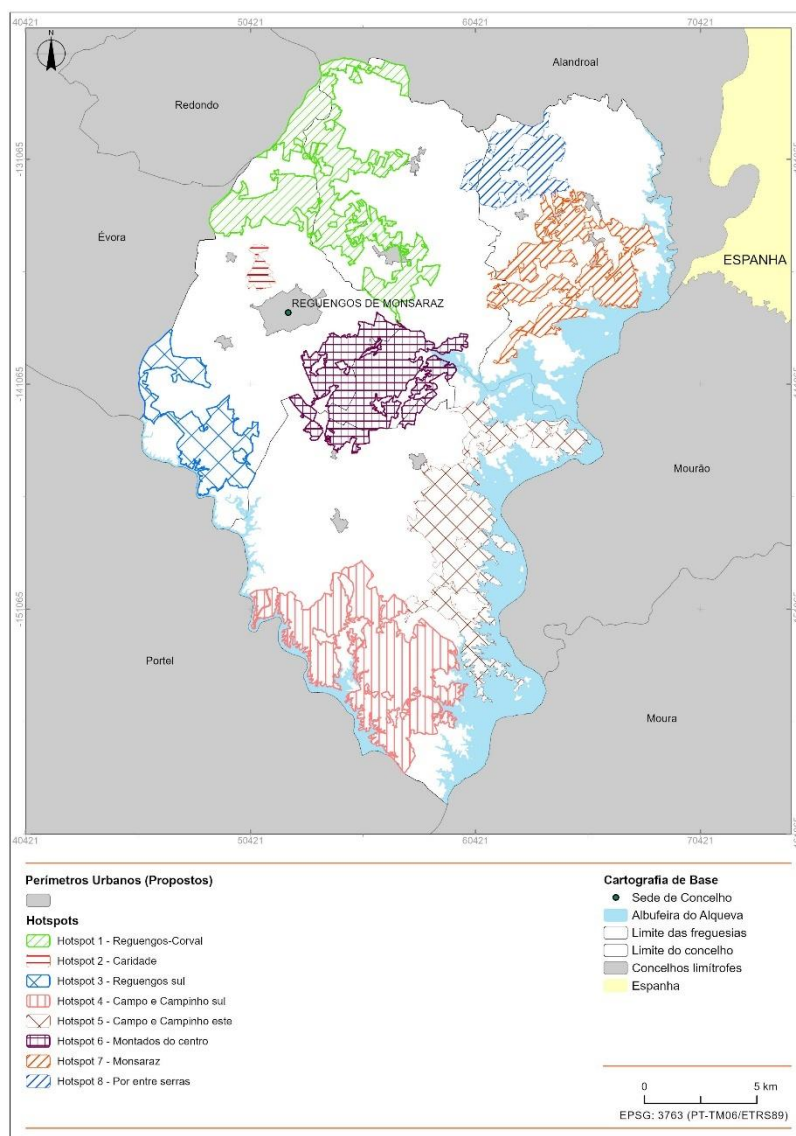 40421 50421 60421 70421
N
Alandroal
Redondo
-131065
Évora
ESPANHA
REGUENGOS DE MONSARAZ
-141065
Mourão
-151065
Portel
Moura
40421 50421 60421 70421
Perímetros Urbanos (Propostos)
Hotspots
Hotspot 1 - Reguengos-Corval
Hotspot 2 - Caridade
Hotspot 3 - Reguengos sul
Hotspot 4 - Campo e Campinho sul
Hotspot 5 - Campo e Campinho este
Hotspot 6 - Montados do centro
Hotspot 7 - Monsaraz
Hotspot 8 - Por entre serras
Cartografia de Base
Sede de Concelho
Albufeira do Alqueva
Limite das freguesias
Limite do concelho
Concelhos limítrofes
Espanha
0 5 km
EPSG: 3763 (PT-TM06/ETRS89)